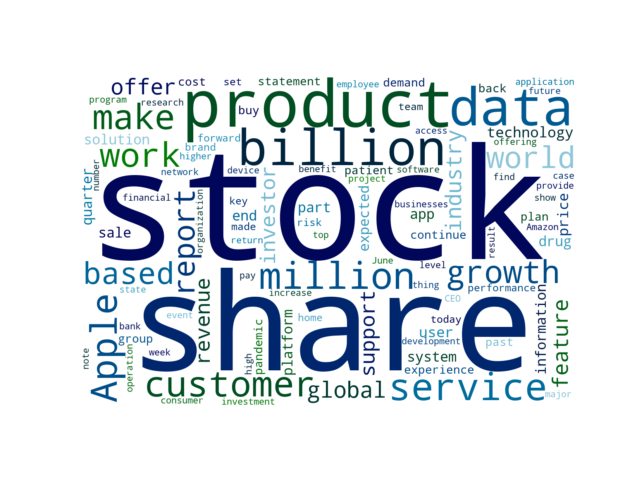 offer
cost
set
statement
employee
demand
application
future
program
research
product
team
back
data
make
buy
access
technology
solution
forward
offering
work
brand
higher
billion
industry
world
number
network
device
benefit
patient
software
find
case
provide
quarter
financial
organization
stock
investor
project
businesses
show
Amazon
report
key
part
expected
app
plan
price
sale
end
made
risk
continue
result
drug
return
top
based
state
pay
million
June
level
growth
thing
performance
Apple
revenue
increase
share
CEO
event
home
support
today
information
feature
bank
group
week
pandemic
platform
user
development
past
note
operation
high
system
experience
customer
global
service
consumer
investment
major